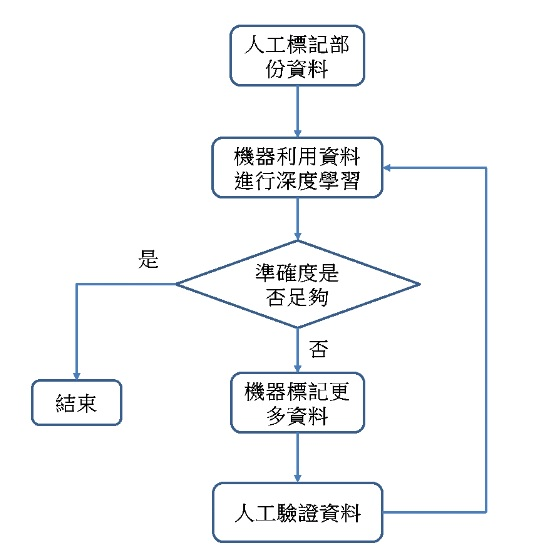 人工標記部
份資料
機器利用資料
進行深度學習
準確度是
否足夠
是
否
結束
機器標記更
多資料
人工驗證資料